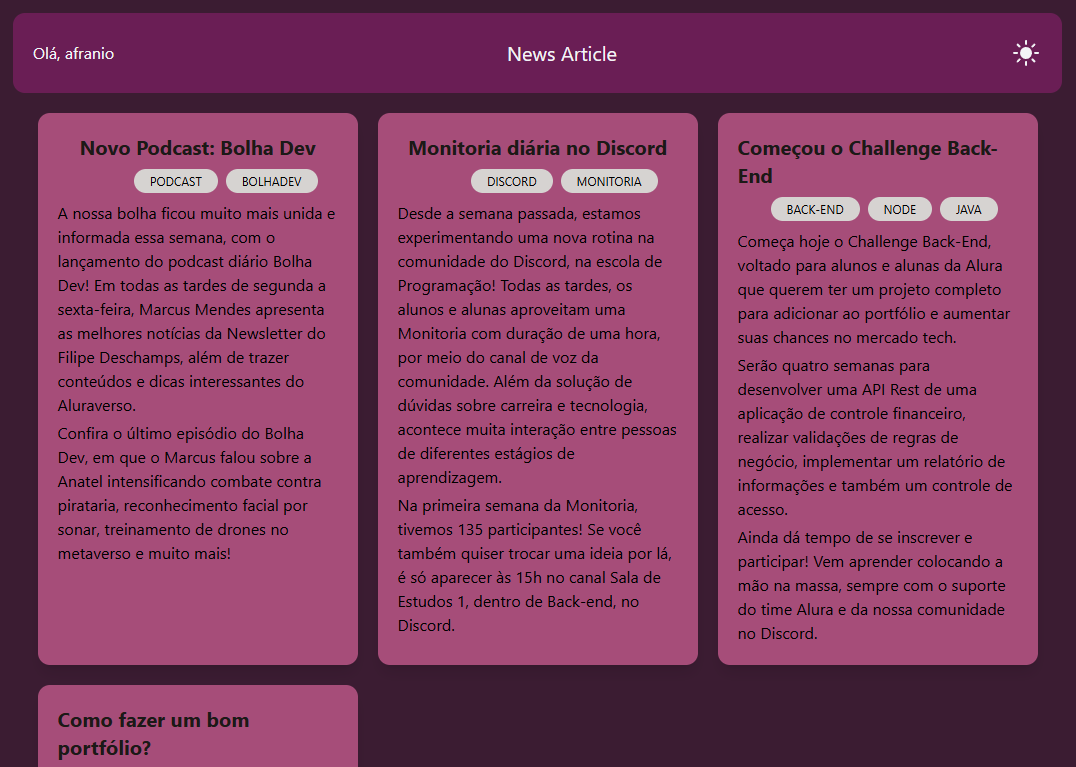 Olá, afranio
News Article
Novo Podcast: Bolha Dev
PODCAST BOLHADEV
A nossa bolha ficou muito mais unida e
informada essa semana, com o
lançamento do podcast diário Bolha
Dev! Em todas as tardes de segunda a
sexta-feira, Marcus Mendes apresenta
as melhores notícias da Newsletter do
Filipe Deschamps, além de trazer
conteúdos e dicas interessantes do
Aluraverso.
Confira o último episódio do Bolha
Dev, em que o Marcus falou sobre a
Anatel intensificando combate contra
pirataria, reconhecimento facial por
sonar, treinamento de drones no
metaverso e muito mais!
Monitoria diária no Discord
DISCORD MONITORIA
Desde a semana passada, estamos
experimentando uma nova rotina na
comunidade do Discord, na escola de
Programação! Todas as tardes, os
alunos e alunas aproveitam uma
Monitoria com duração de uma hora,
por meio do canal de voz da
comunidade. Além da solução de
dúvidas sobre carreira e tecnologia,
acontece muita interação entre pessoas
de diferentes estágios de
aprendizagem.
Na primeira semana da Monitoria,
tivemos 135 participantes! Se você
também quiser trocar uma ideia por lá,
é só aparecer às 15h no canal Sala de
Estudos 1, dentro de Back-end, no
Discord.
Começou o Challenge Back-
End
BACK-END NODE JAVA
Começa hoje o Challenge Back-End,
voltado para alunos e alunas da Alura
que querem ter um projeto completo
para adicionar ao portfólio e aumentar
suas chances no mercado tech.
Serão quatro semanas para
desenvolver uma API Rest de uma
aplicação de controle financeiro,
realizar validações de regras de
negócio, implementar um relatório de
informações e também um controle de
acesso.
Ainda dá tempo de se inscrever e
participar! Vem aprender colocando a
mão na massa, sempre com o suporte
do time Alura e da nossa comunidade
no Discord.
Como fazer um bom
portfólio?